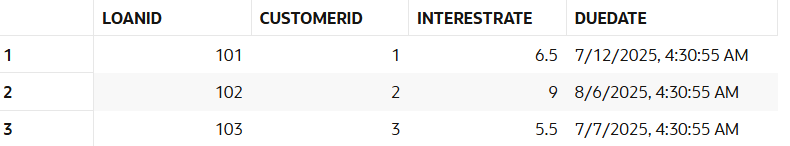 LOANID CUSTOMERID INTERESTRATE DUEDATE
1 101 1 6.5 7/12/2025, 4:30:55 AM
2 102 2 9 8/6/2025, 4:30:55 AM
3 103 3 5.5 7/7/2025, 4:30:55 AM